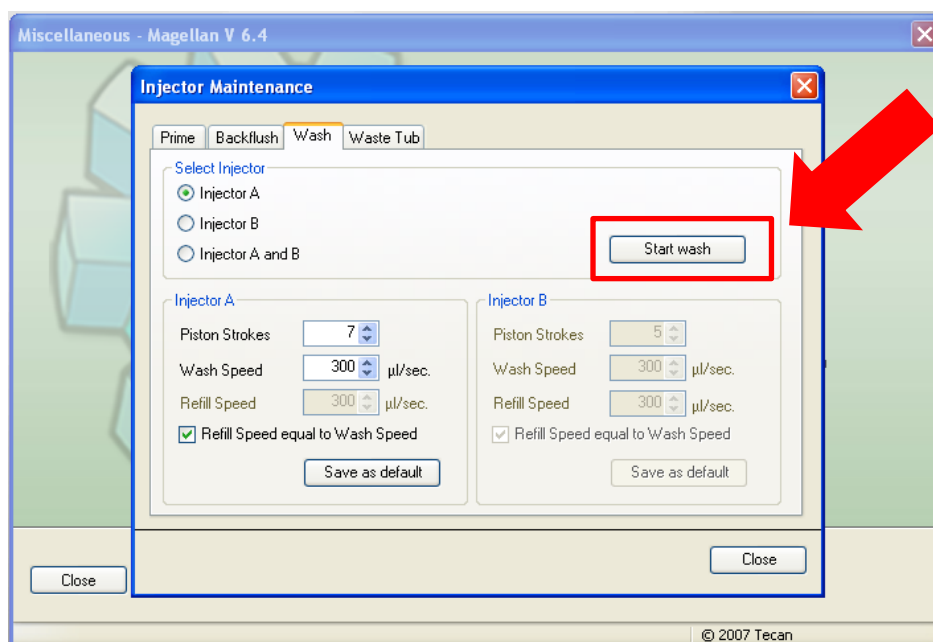 Miscellaneous - Magellan V 6.4
Injector Maintenance
Prime Backflush Wash Waste Tub
Select Injector
Injector A
Injector B
Injector A and B
Start wash
Injector A
Piston Strokes 7
Wash Speed 300 µl/sec.
Refill Speed 300 µl/sec.
Refill Speed equal to Wash Speed
Save as default
Injector B
Piston Strokes 5
Wash Speed 300 µl/sec.
Refill Speed 300 µl/sec.
Refill Speed equal to Wash Speed
Save as default
Close
Close
© 2007 Tecan